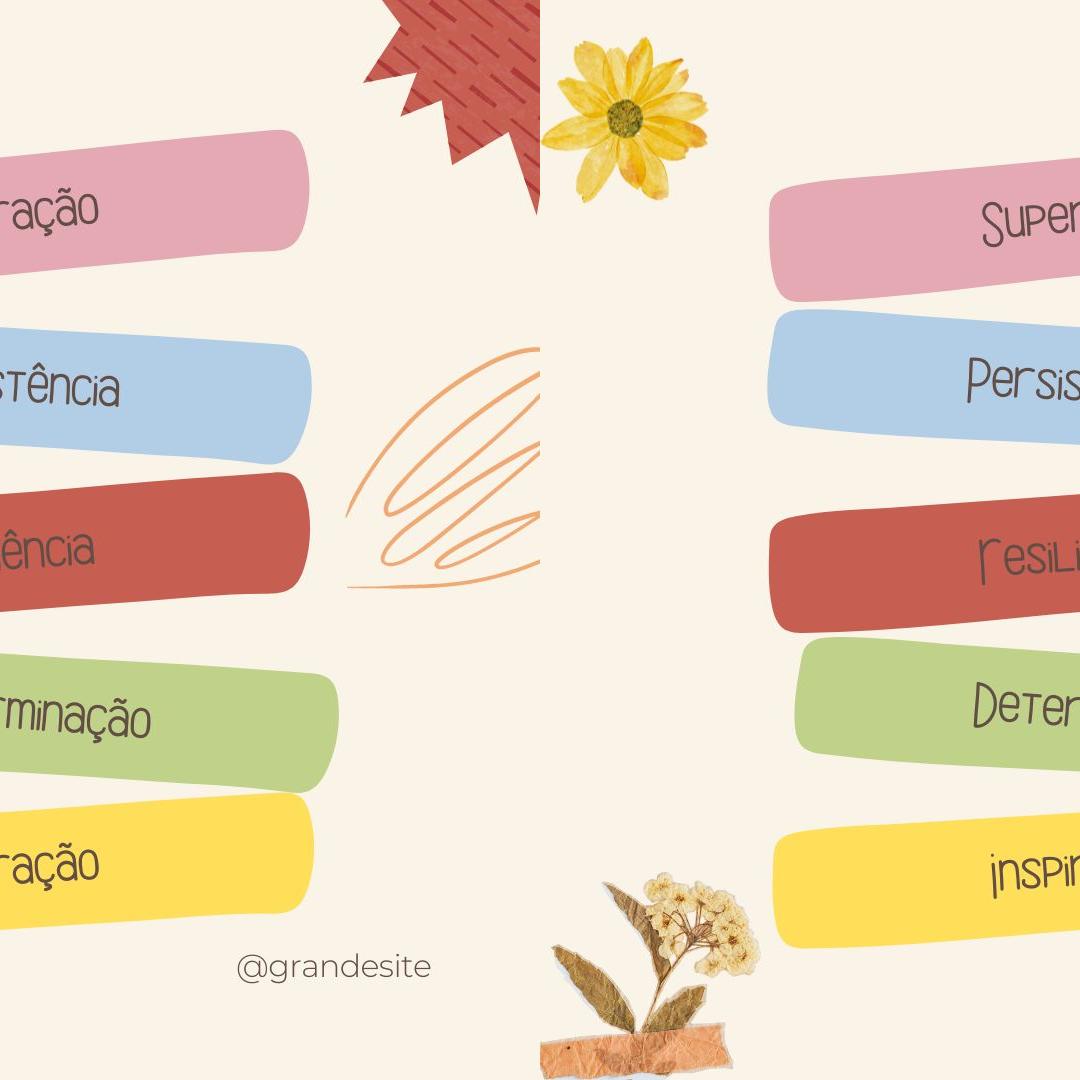 ração
stência
ência
rminação
ração
@grandesite
Super
Persis
resili
Deter
inspir